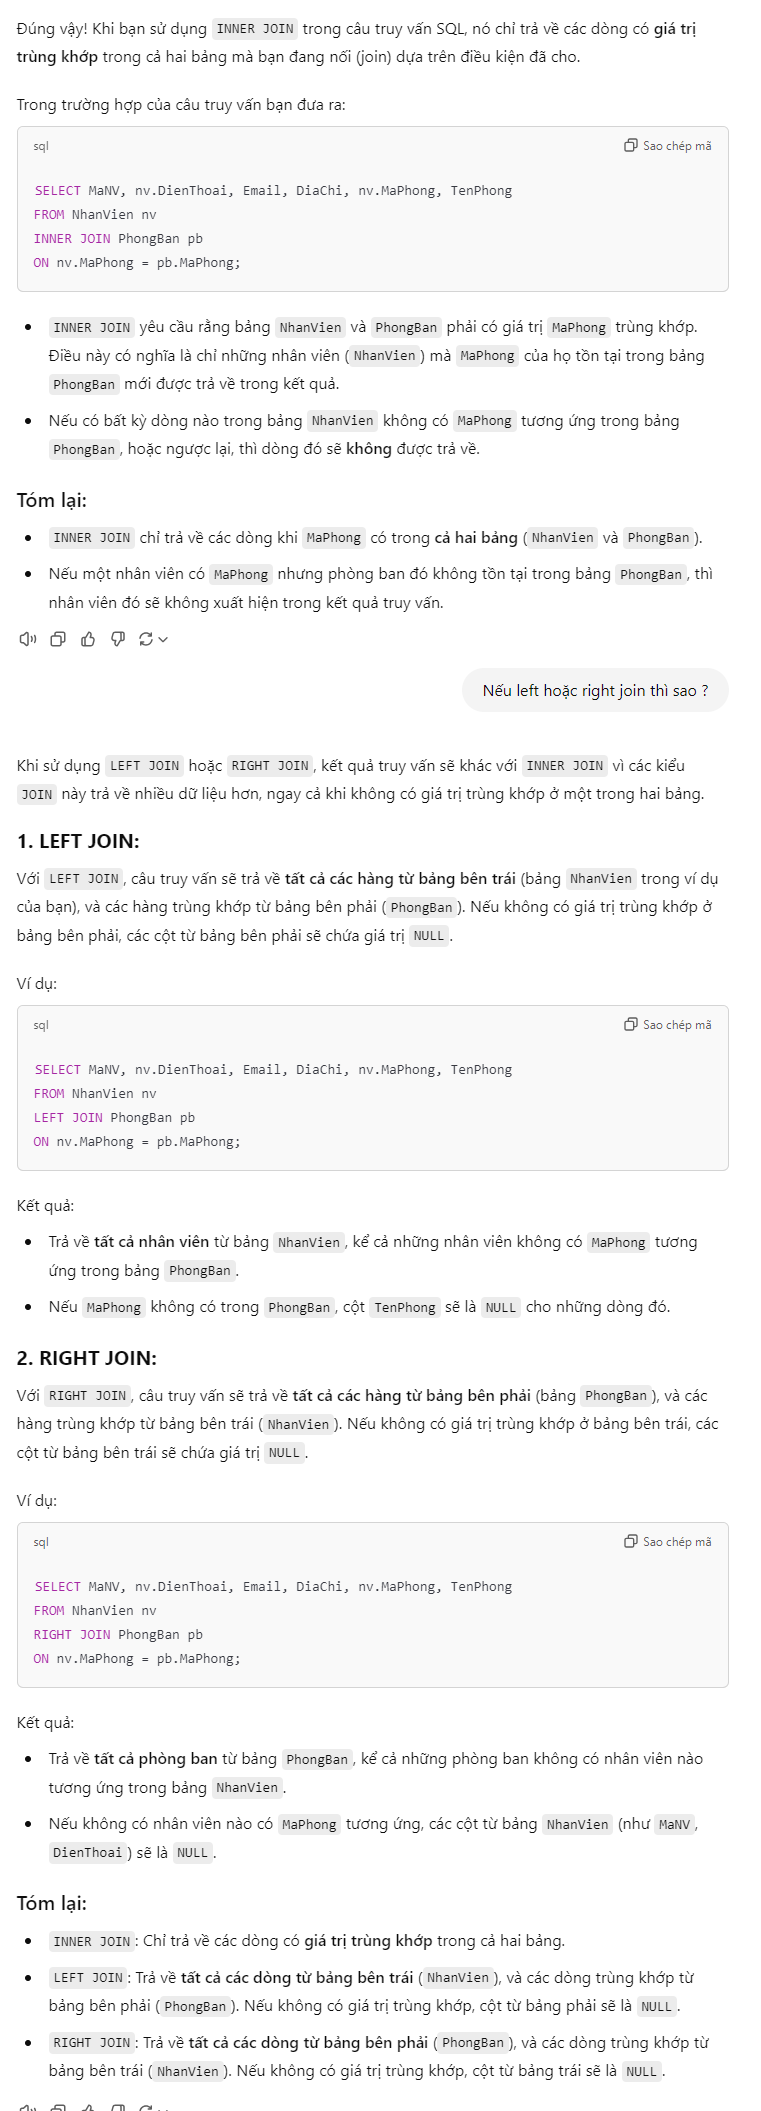 Đúng vậy! Khi bạn sử dụng INNER JOIN trong câu truy vấn SQL, nó chỉ trả về các dòng có giá trị
trùng khớp trong cả hai bảng mà bạn đang nối (join) dựa trên điều kiện đã cho.
Trong trường hợp của câu truy vấn bạn đưa ra:
sql Sao chép mã
SELECT MaNV, nv.DienThoai, Email, DiaChi, nv.MaPhong, TenPhong
FROM NhanVien nv
INNER JOIN PhongBan pb
ON nv.MaPhong = pb.MaPhong;
• INNER JOIN yêu cầu rằng bảng NhanVien và PhongBan phải có giá trị MaPhong trùng khớp.
Điều này có nghĩa là chỉ những nhân viên (NhanVien) mà MaPhong của họ tồn tại trong bảng
PhongBan mới được trả về trong kết quả.
• Nếu có bất kỳ dòng nào trong bảng NhanVien không có MaPhong tương ứng trong bảng
PhongBan, hoặc ngược lại, thì dòng đó sẽ không được trả về.
Tóm lại:
• INNER JOIN chỉ trả về các dòng khi MaPhong có trong cả hai bảng (NhanVien và PhongBan).
• Nếu một nhân viên có MaPhong nhưng phòng ban đó không tồn tại trong bảng PhongBan, thì
nhân viên đó sẽ không xuất hiện trong kết quả truy vấn.
Nếu left hoặc right join thì sao ?
Khi sử dụng LEFT JOIN hoặc RIGHT JOIN, kết quả truy vấn sẽ khác với INNER JOIN vì các kiểu
JOIN này trả về nhiều dữ liệu hơn, ngay cả khi không có giá trị trùng khớp ở một trong hai bảng.
1. LEFT JOIN:
Với LEFT JOIN, câu truy vấn sẽ trả về tất cả các hàng từ bảng bên trái (bảng NhanVien trong ví dụ
của bạn), và các hàng trùng khớp từ bảng bên phải (PhongBan). Nếu không có giá trị trùng khớp ở
bảng bên phải, các cột từ bảng bên phải sẽ chứa giá trị NULL.
Ví dụ:
sql Sao chép mã
SELECT MaNV, nv.DienThoai, Email, DiaChi, nv.MaPhong, TenPhong
FROM NhanVien nv
LEFT JOIN PhongBan pb
ON nv.MaPhong = pb.MaPhong;
Kết quả:
• Trả về tất cả nhân viên từ bảng NhanVien, kể cả những nhân viên không có MaPhong tương
ứng trong bảng PhongBan.
• Nếu MaPhong không có trong PhongBan, cột TenPhong sẽ là NULL cho những dòng đó.
2. RIGHT JOIN:
Với RIGHT JOIN, câu truy vấn sẽ trả về tất cả các hàng từ bảng bên phải (bảng PhongBan), và các
hàng trùng khớp từ bảng bên trái (NhanVien). Nếu không có giá trị trùng khớp ở bảng bên trái, các
cột từ bảng bên trái sẽ chứa giá trị NULL.
Ví dụ:
sql Sao chép mã
SELECT MaNV, nv.DienThoai, Email, DiaChi, nv.MaPhong, TenPhong
FROM NhanVien nv
RIGHT JOIN PhongBan pb
ON nv.MaPhong = pb.MaPhong;
Kết quả:
• Trả về tất cả phòng ban từ bảng PhongBan, kể cả những phòng ban không có nhân viên nào
tương ứng trong bảng NhanVien.
• Nếu không có nhân viên nào có MaPhong tương ứng, các cột từ bảng NhanVien (như MaNV,
DienThoai) sẽ là NULL.
Tóm lại:
• INNER JOIN: Chỉ trả về các dòng có giá trị trùng khớp trong cả hai bảng.
• LEFT JOIN: Trả về tất cả các dòng từ bảng bên trái (NhanVien), và các dòng trùng khớp từ
bảng bên phải (PhongBan). Nếu không có giá trị trùng khớp, cột từ bảng phải sẽ là NULL.
• RIGHT JOIN: Trả về tất cả các dòng từ bảng bên phải (PhongBan), và các dòng trùng khớp từ
bảng bên trái (NhanVien). Nếu không có giá trị trùng khớp, cột từ bảng trái sẽ là NULL.